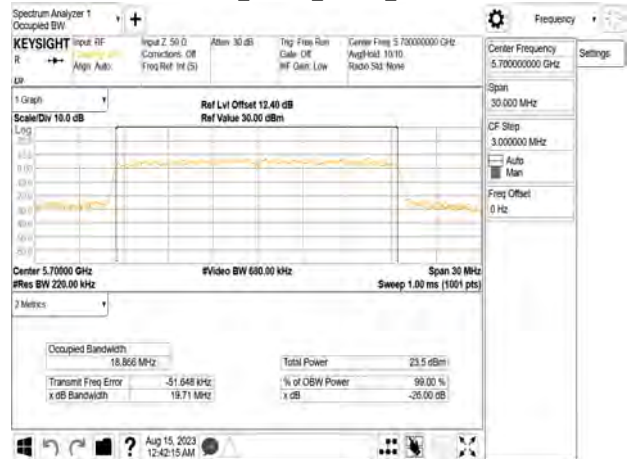 Spectrum Analyzer 1
Occupied BW
Frequency
KEYSIGHT
R
Input: RF
Align: Auto
Input Z: 50 Ω
Corrections: Off
Freq Ref: Int (S)
Atten: 30 dB
Trig: Free Run
Gate: Off
#IF Gain: Low
Center Freq: 5.700000000 GHz
Avg|Hold: 10/10
Radio Std: None
Center Frequency
5.700000000 GHz
Settings
Span
30.000 MHz
CF Step
3.000000 MHz
Auto
Man
Freq Offset
0 Hz
1 Graph
Scale/Div 10.0 dB
Ref Lvl Offset 12.40 dB
Ref Value 30.00 dBm
Log
Center 5.70000 GHz
#Res BW 220.00 kHz
#Video BW 680.00 kHz
Span 30 MHz
Sweep 1.00 ms (1001 pts)
2 Metrics
Occupied Bandwidth
18.866 MHz
Total Power
23.5 dBm
Transmit Freq Error
-51.648 kHz
% of OBW Power
99.00 %
x dB Bandwidth
19.71 MHz
x dB
-26.00 dB
?
Aug 15, 2023
12:42:15 AM